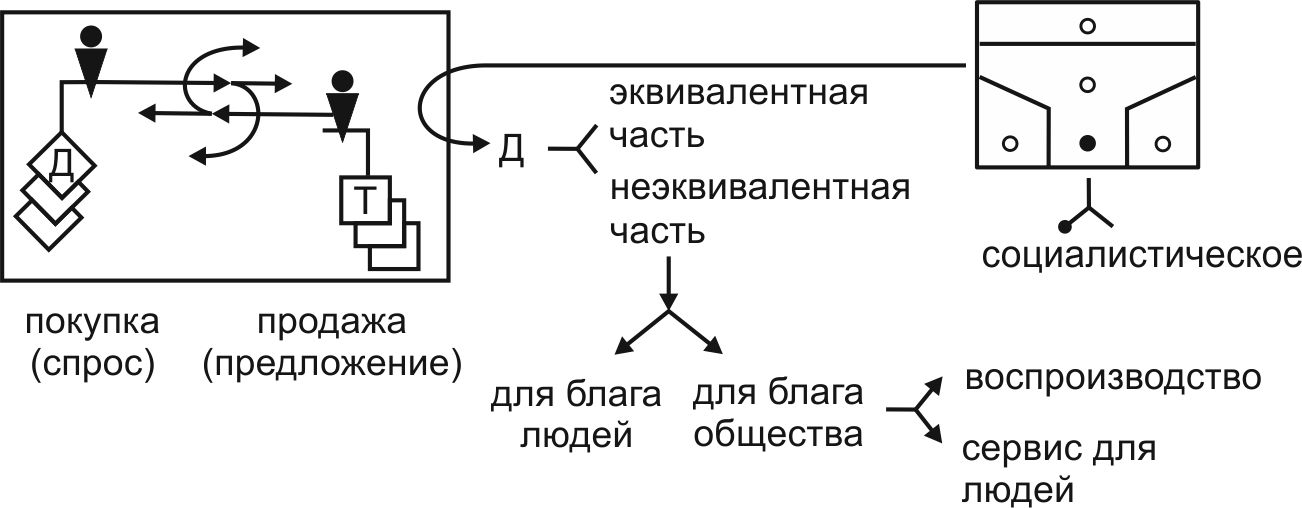 Д
Т
покупка
(спрос)
продажа
(предложение)
Д
эквивалентная
часть
неэквивалентная
часть
социалистическое
для блага
людей
для блага
общества
воспроизводство
сервис для
людей